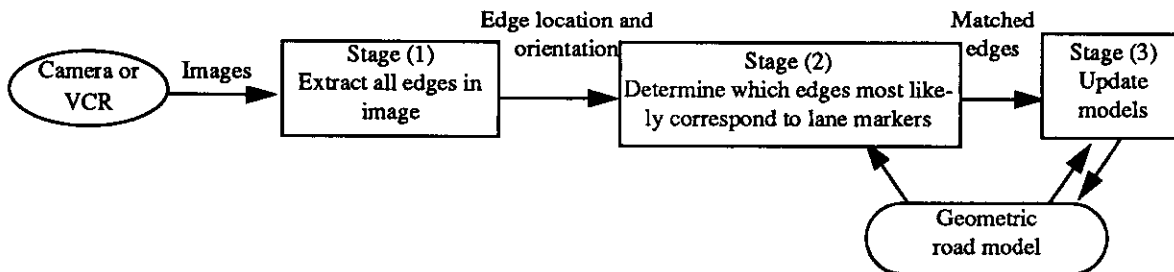 Camera or
VCR
Images
Stage (1)
Extract all edges in
image
Edge location and
orientation
Stage (2)
Determine which edges most like-
ly correspond to lane markers
Matched
edges
Stage (3)
Update
models
Geometric
road model